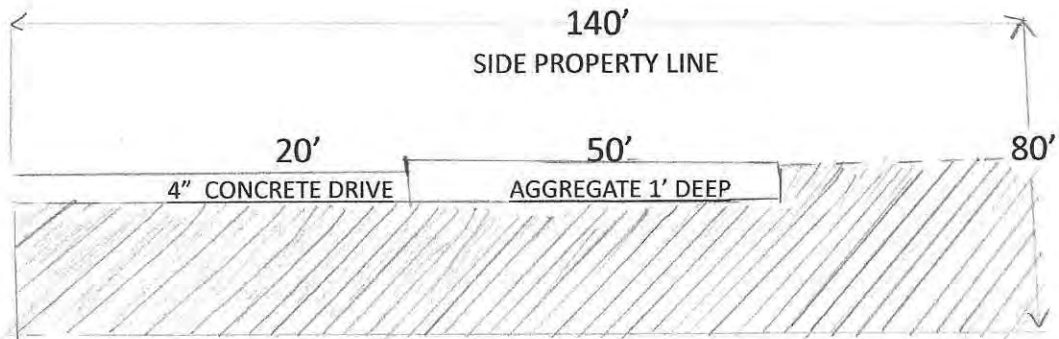 140’
SIDE PROPERTY LINE
20’ 50’ 80’
4” CONCRETE DRIVE AGGREGATE 1’ DEEP